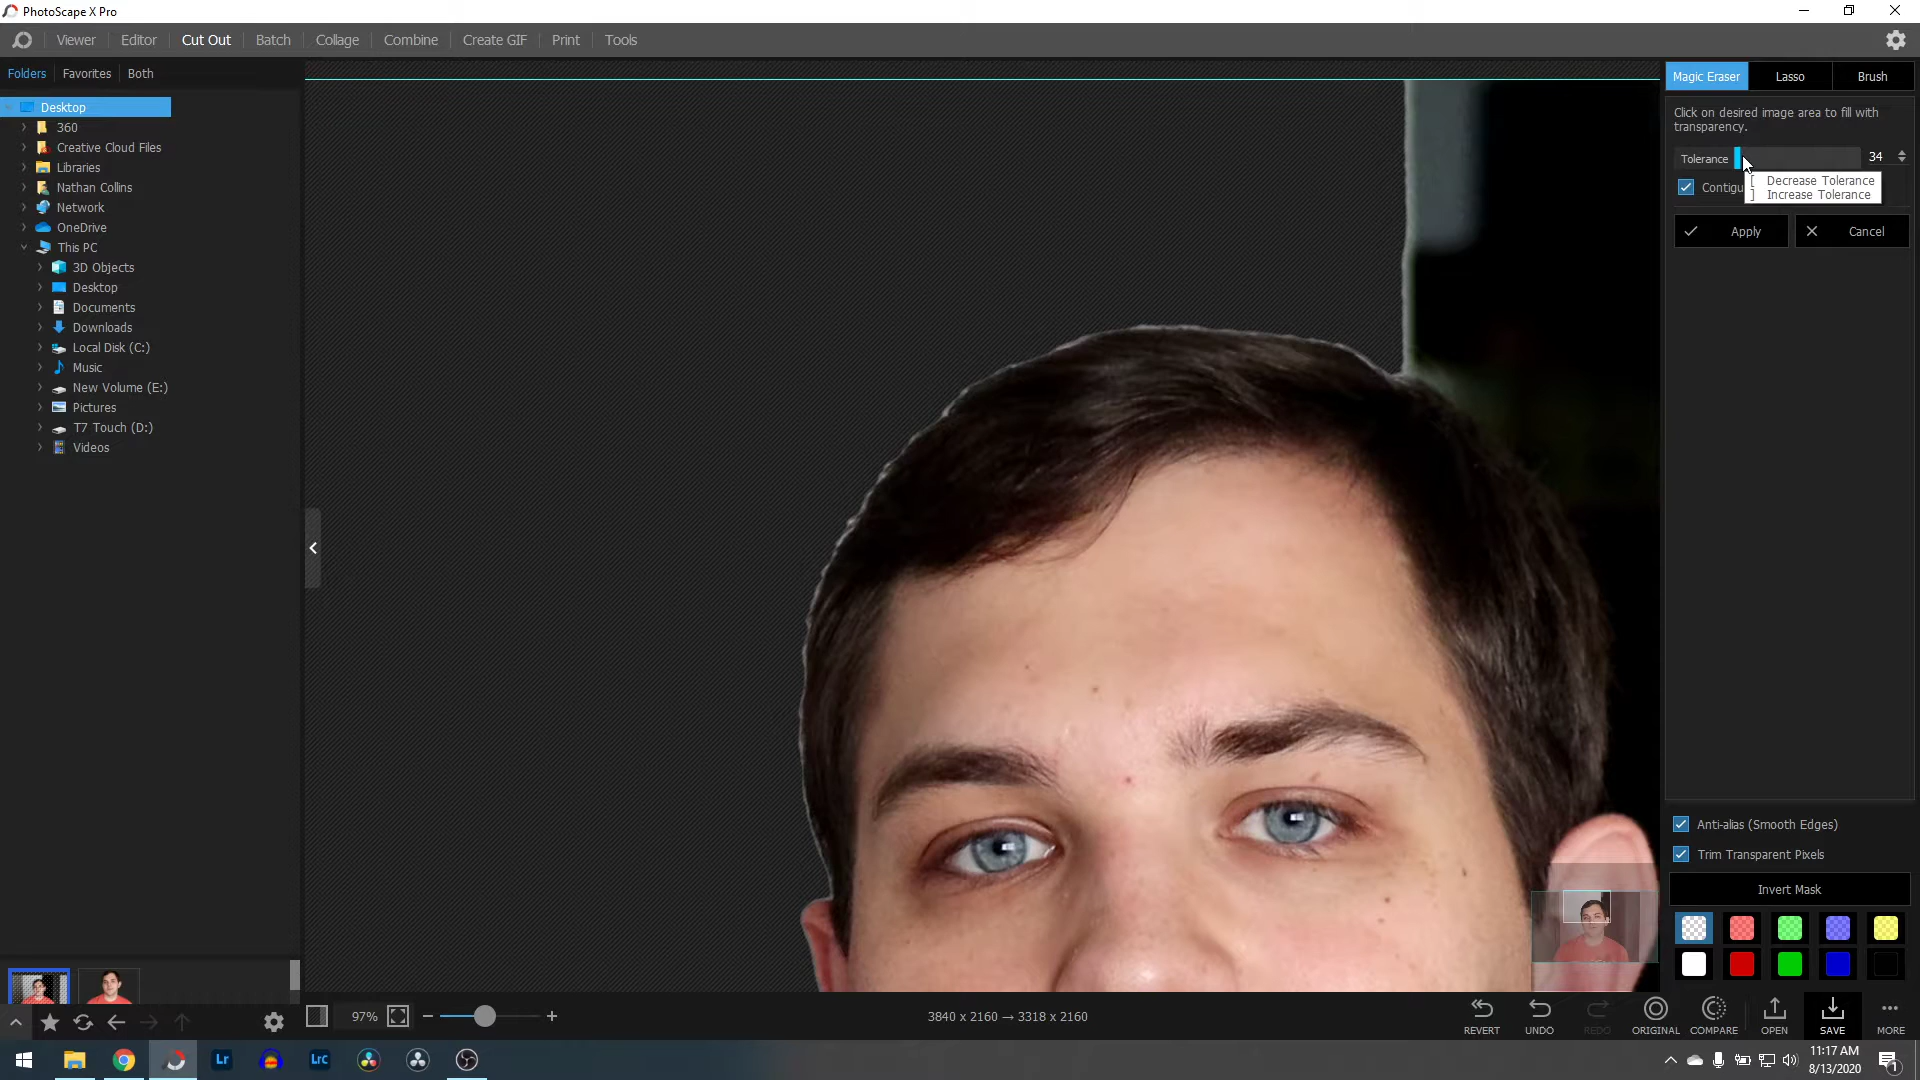 PhotoScape X Pro
Viewer Editor Cut Out Batch Collage Combine Create GIF Print Tools
Folders Favorites Both
Desktop
360
Creative Cloud Files
Libraries
Nathan Collins
Network
OneDrive
This PC
3D Objects
Desktop
Documents
Downloads
Local Disk (C:)
Music
New Volume (E:)
Pictures
T7 Touch (D:)
Videos
Magic Eraser Lasso Brush
Click on desired image area to fill with
transparency.
Tolerance 34
[ Decrease Tolerance
] Increase Tolerance
Contigu
Apply Cancel
Anti-alias (Smooth Edges)
Trim Transparent Pixels
Invert Mask
97%
3840 x 2160 → 3318 x 2160
REVERT UNDO REDO ORIGINAL COMPARE OPEN SAVE MORE
Lr LrC
11:17 AM
8/13/2020
1